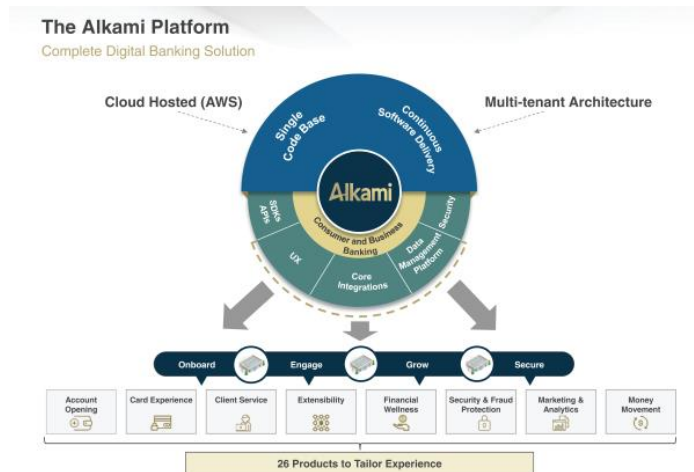 The Alkami Platform
Complete Digital Banking Solution
Cloud Hosted (AWS)
Multi-tenant Architecture
Single
Code Base
Continuous
Software Delivery
Alkami
Consumer and Business
Banking
SDKs
APIs
UX
Core
Integrations
Data
Management
Platform
Security
Onboard
Engage
Grow
Secure
Account
Opening
Card Experience
Client Service
Extensibility
Financial
Wellness
Security & Fraud
Protection
Marketing &
Analytics
Money
Movement
26 Products to Tailor Experience